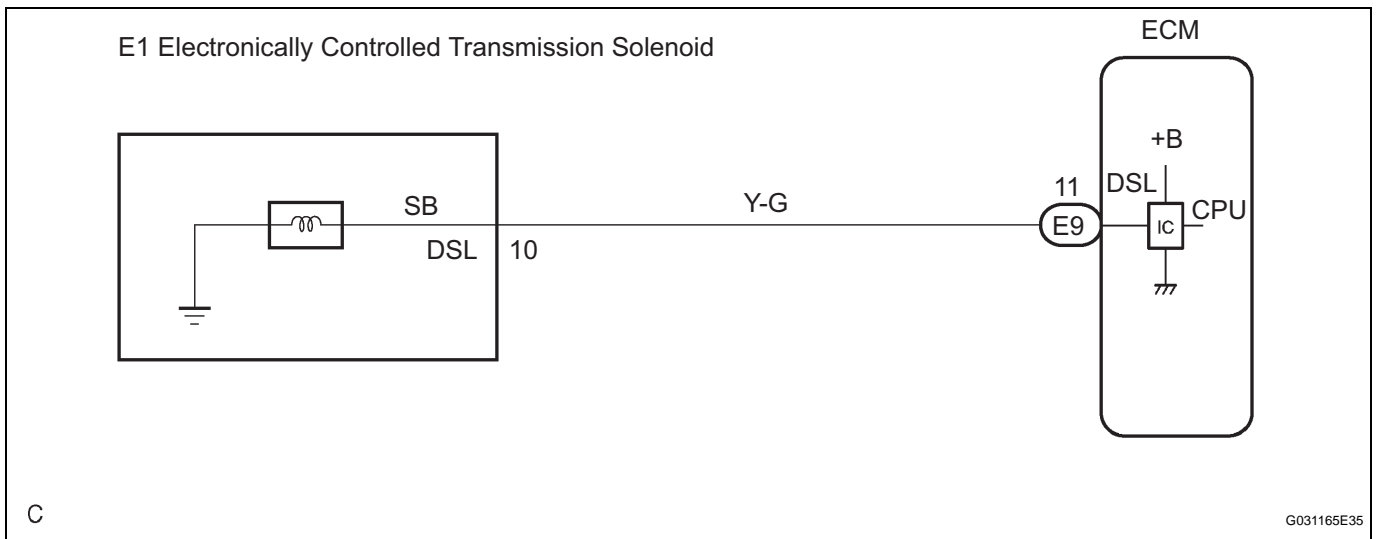 ECM
E1 Electronically Controlled Transmission Solenoid
+B
11
DSL
SB
Y-G
E9
IC
CPU
DSL
10
C
G031165E35